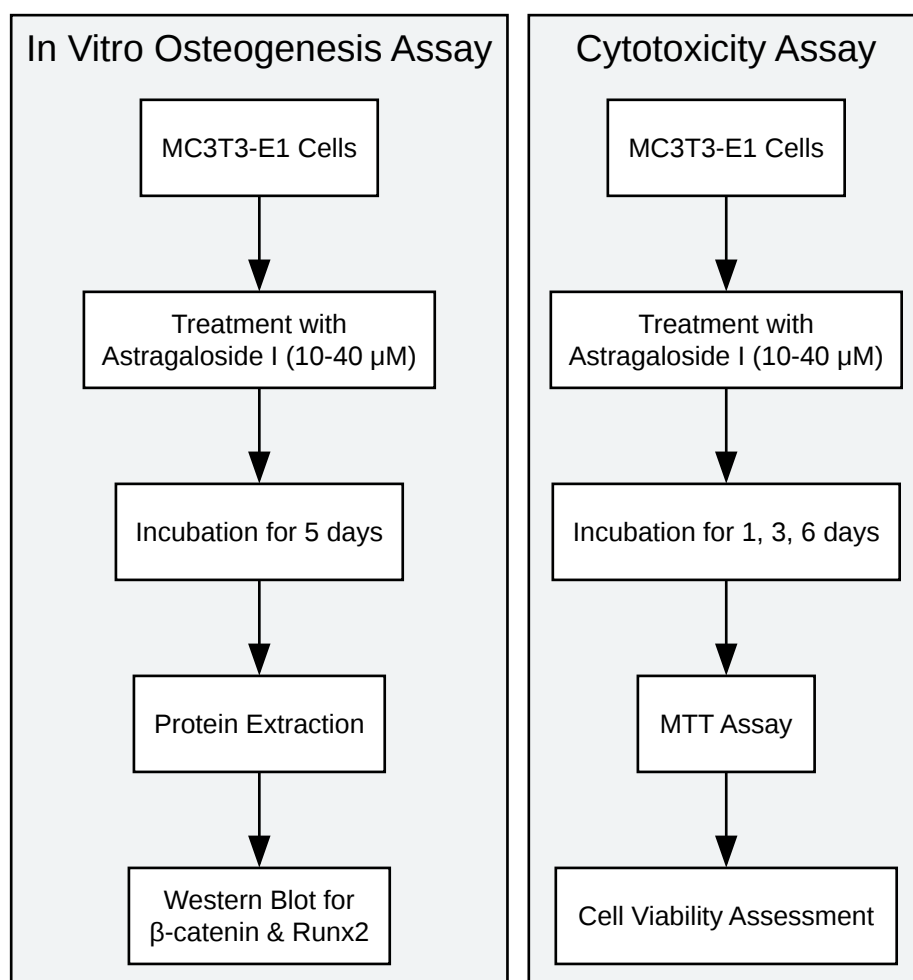 In Vitro Osteogenesis Assay
MC3T3-E1 Cells
Treatment with
Astragaloside I (10-40 μM)
Incubation for 5 days
Protein Extraction
Western Blot for
β-catenin & Runx2
Cytotoxicity Assay
MC3T3-E1 Cells
Treatment with
Astragaloside I (10-40 μM)
Incubation for 1, 3, 6 days
MTT Assay
Cell Viability Assessment